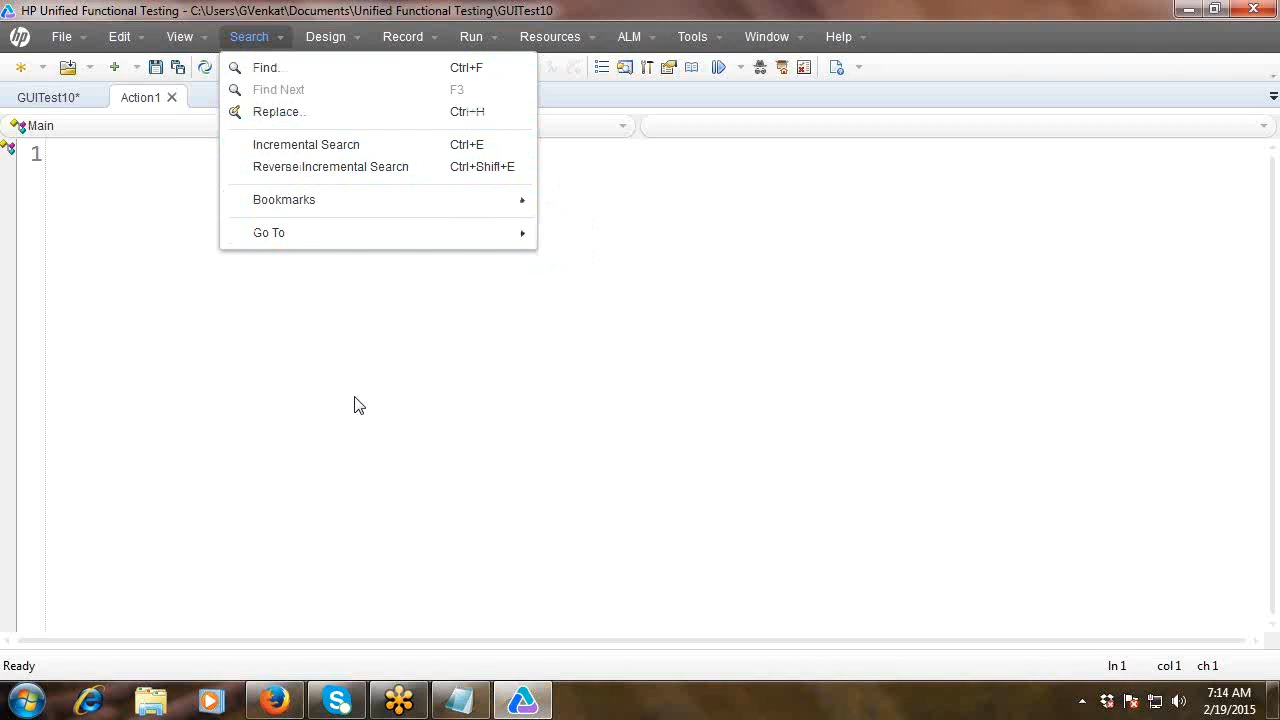 HP Unified Functional Testing - C:\Users\GVenkat\Documents\Unified Functional Testing\GUITest10
hp File Edit View Search Design Record Run Resources ALM Tools Window Help
GUITest10* Action1
Main
1
Find... Ctrl+F
Find Next F3
Replace... Ctrl+H
Incremental Search Ctrl+E
Reverse Incremental Search Ctrl+Shift+E
Bookmarks
Go To
Ready ln 1 col 1 ch 1
7:14 AM
2/19/2015